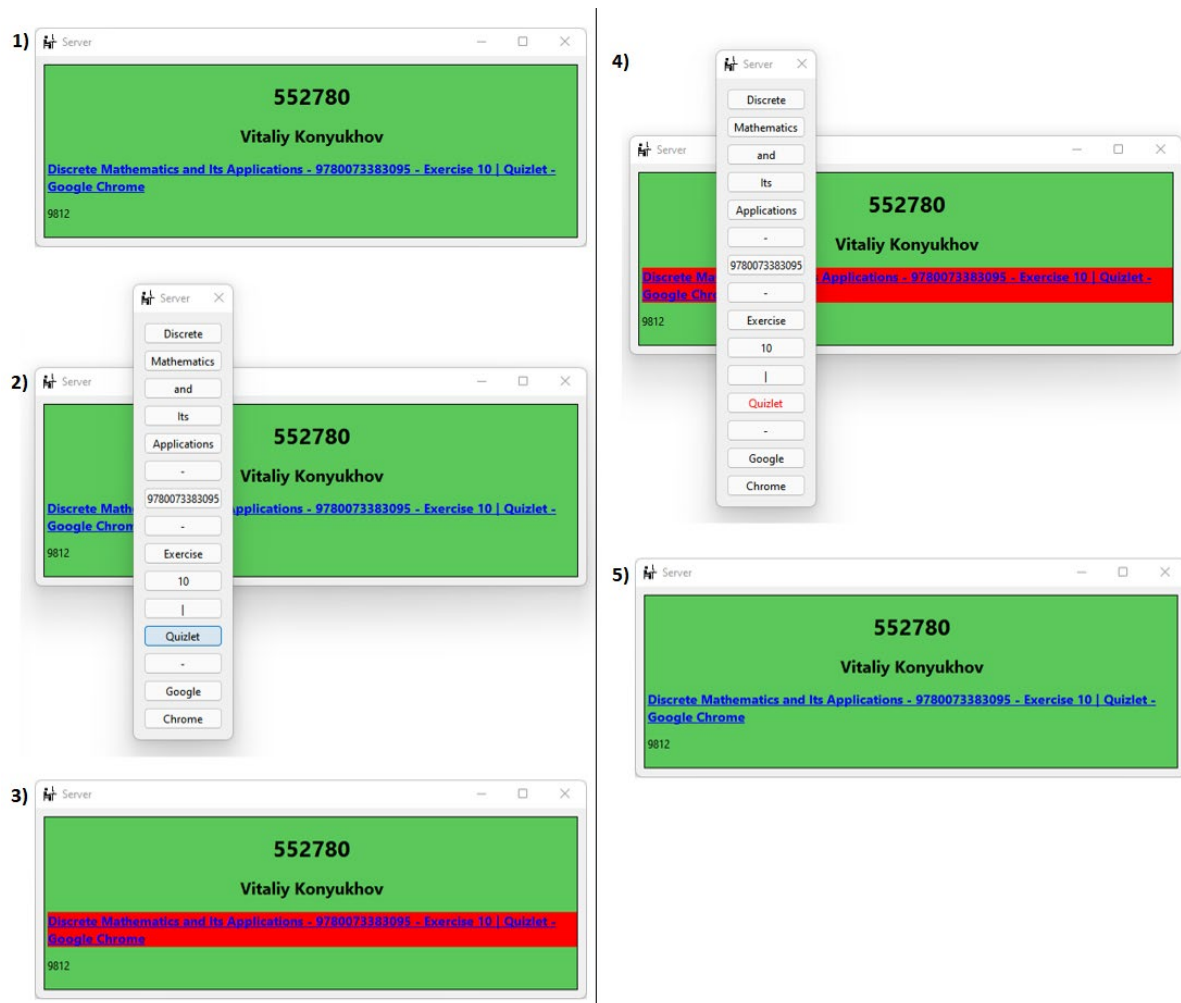 1)
Server
552780
Vitaliy Konyukhov
Discrete Mathematics and Its Applications - 9780073383095 - Exercise 10 | Quizlet -
Google Chrome
9812
2)
Server
Discrete
Mathematics
and
Its
Applications
-
9780073383095
-
Exercise
10
|
Quizlet
-
Google
Chrome
Server
552780
Vitaliy Konyukhov
Discrete Math
pplications - 9780073383095 - Exercise 10 | Quizlet -
Google Chrom
9812
3)
Server
552780
Vitaliy Konyukhov
Discrete Mathematics and Its Applications - 9780073383095 - Exercise 10 | Quizlet -
Google Chrome
9812
4)
Server
Discrete
Mathematics
and
Its
Applications
-
9780073383095
-
Exercise
10
|
Quizlet
-
Google
Chrome
Server
552780
Vitaliy Konyukhov
Discrete Ma
Applications - 9780073383095 - Exercise 10 | Quizlet -
Google Chro
9812
5)
Server
552780
Vitaliy Konyukhov
Discrete Mathematics and Its Applications - 9780073383095 - Exercise 10 | Quizlet -
Google Chrome
9812